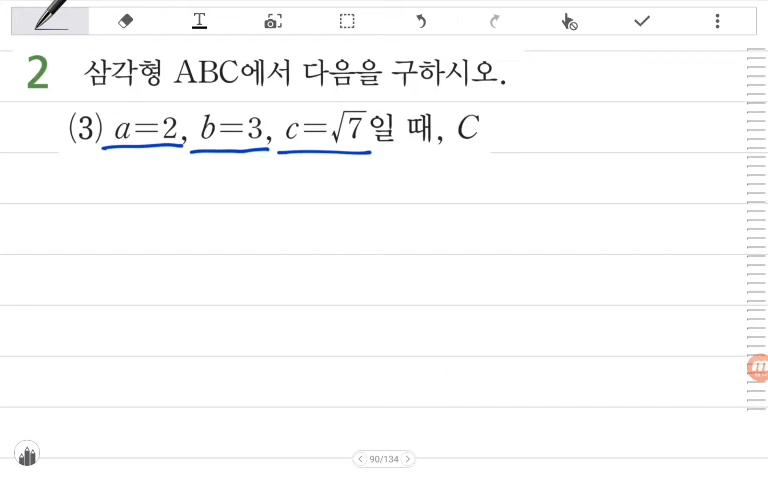 T
2 삼각형 ABC에서 다음을 구하시오.
(3) a=2, b=3, c=√7일 때, C
90/134